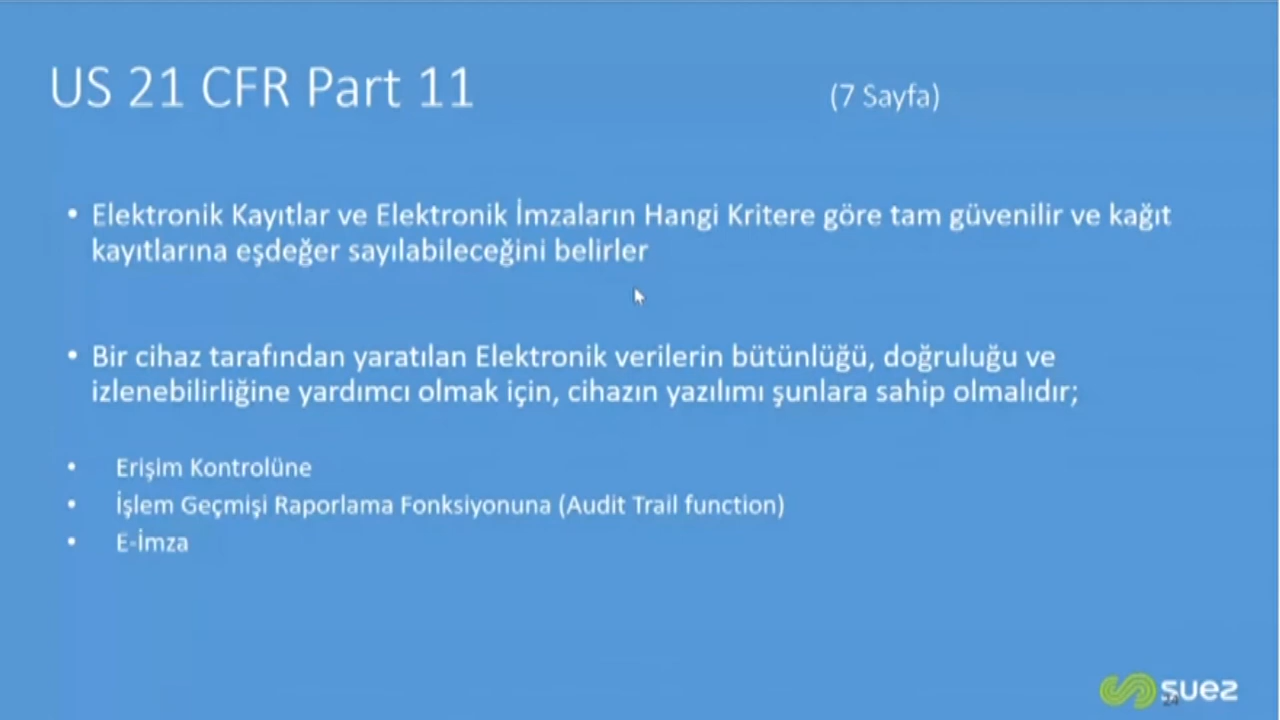 US 21 CFR Part 11
(7 Sayfa)
• Elektronik Kayıtlar ve Elektronik İmzaların Hangi Kritere göre tam güvenilir ve kağıt
kayıtlarına eşdeğer sayılabileceğini belirler
• Bir cihaz tarafından yaratılan Elektronik verilerin bütünlüğü, doğruluğu ve
izlenebilirliğine yardımcı olmak için, cihazın yazılımı şunlara sahip olmalıdır;
• Erişim Kontrolüne
• İşlem Geçmişi Raporlama Fonksiyonuna (Audit Trail function)
• E-İmza
suez
24